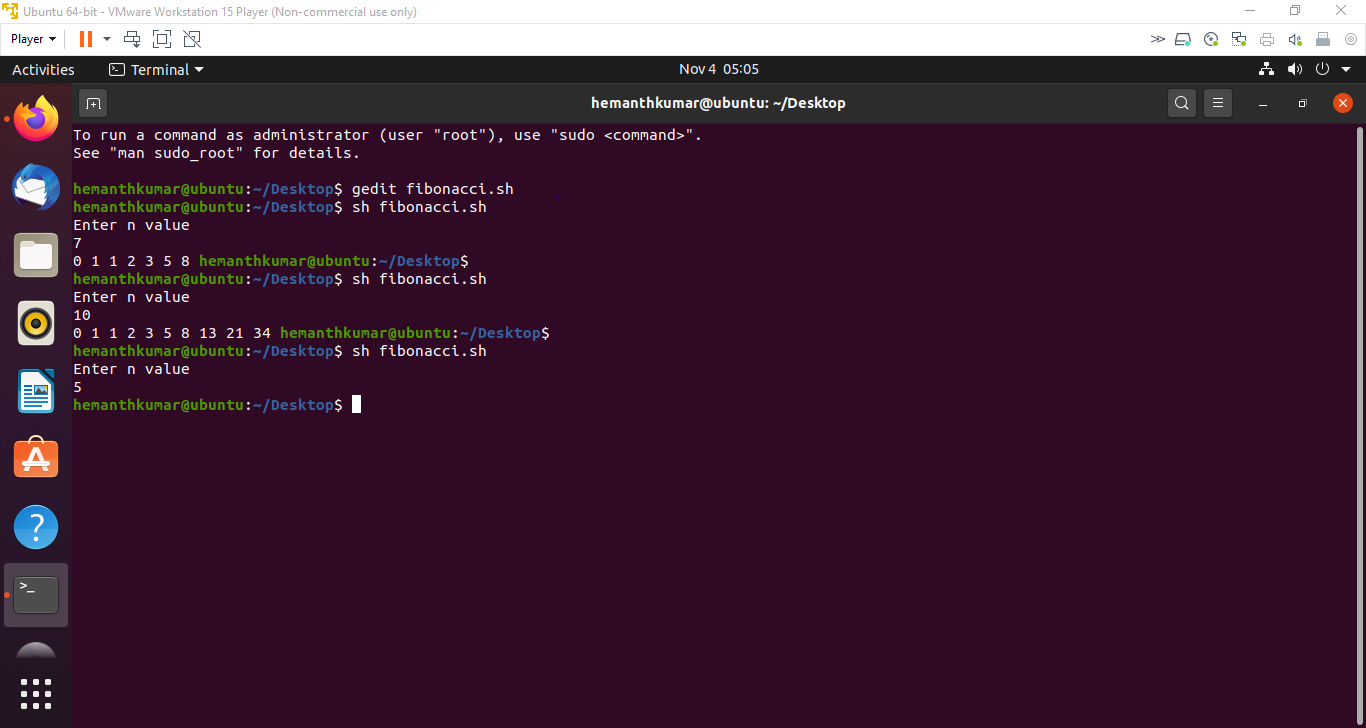 Ubuntu 64-bit - VMware Workstation 15 Player (Non-commercial use only)
Player
Activities
Terminal
Nov 4 05:05
hemanthkumar@ubuntu: ~/Desktop
To run a command as administrator (user "root"), use "sudo <command>".
See "man sudo_root" for details.
hemanthkumar@ubuntu:~/Desktop$ gedit fibonacci.sh
hemanthkumar@ubuntu:~/Desktop$ sh fibonacci.sh
Enter n value
7
0 1 1 2 3 5 8 hemanthkumar@ubuntu:~/Desktop$
hemanthkumar@ubuntu:~/Desktop$ sh fibonacci.sh
Enter n value
10
0 1 1 2 3 5 8 13 21 34 hemanthkumar@ubuntu:~/Desktop$
hemanthkumar@ubuntu:~/Desktop$ sh fibonacci.sh
Enter n value
5
hemanthkumar@ubuntu:~/Desktop$